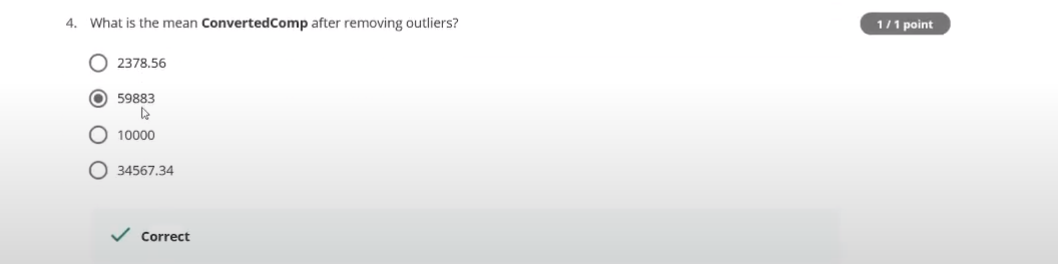 4. What is the mean ConvertedComp after removing outliers?
1 / 1 point
2378.56
59883
10000
34567.34
Correct